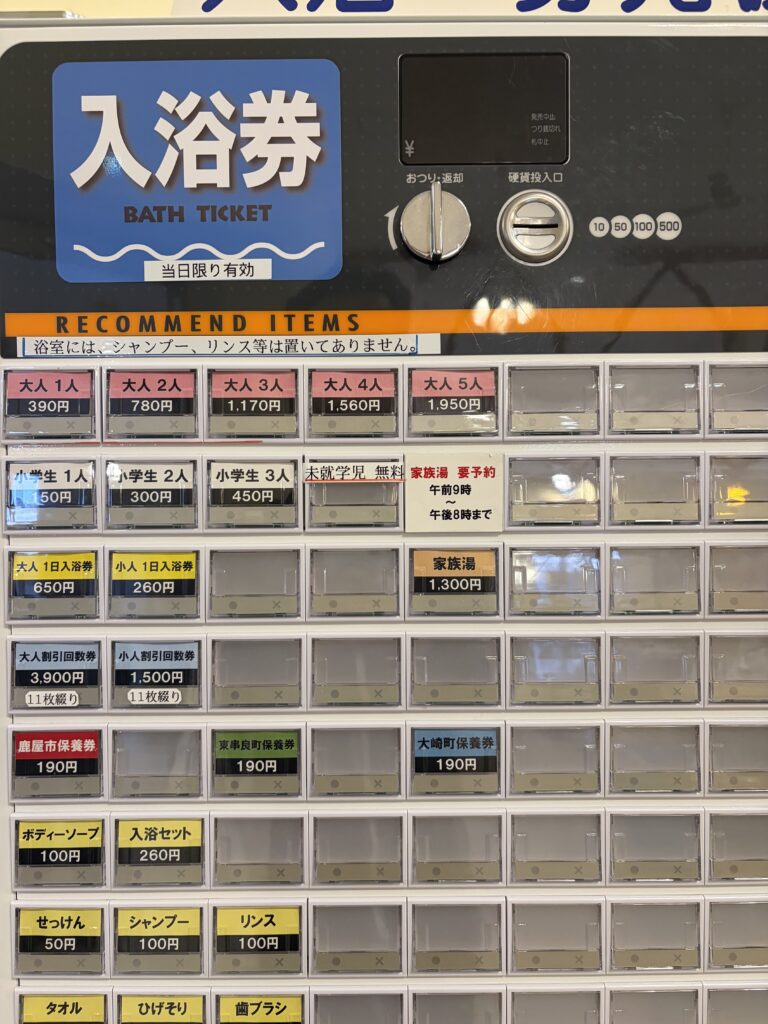 入浴券
BATH TICKET
当日限り有効
発売中止
つり銭切れ
札中止
¥
おつり・返却
硬貨投入口
10 50 100 500
RECOMMEND ITEMS
浴室には、シャンプー、リンス等は置いてありません。
大人 1人
390円
大人 2人
780円
大人 3人
1,170円
大人 4人
1,560円
大人 5人
1,950円
小学生 1人
150円
小学生 2人
300円
小学生 3人
450円
未就学児 無料
家族湯 要予約
午前9時
~
午後8時まで
大人 1日入浴券
650円
小人 1日入浴券
260円
家族湯
1,300円
大人割引回数券
3,900円
11枚綴り
小人割引回数券
1,500円
11枚綴り
鹿屋市保養券
190円
東串良町保養券
190円
大崎町保養券
190円
ボディーソープ
100円
入浴セット
260円
せっけん
50円
シャンプー
100円
リンス
100円
タオル
ひげそり
歯ブラシ